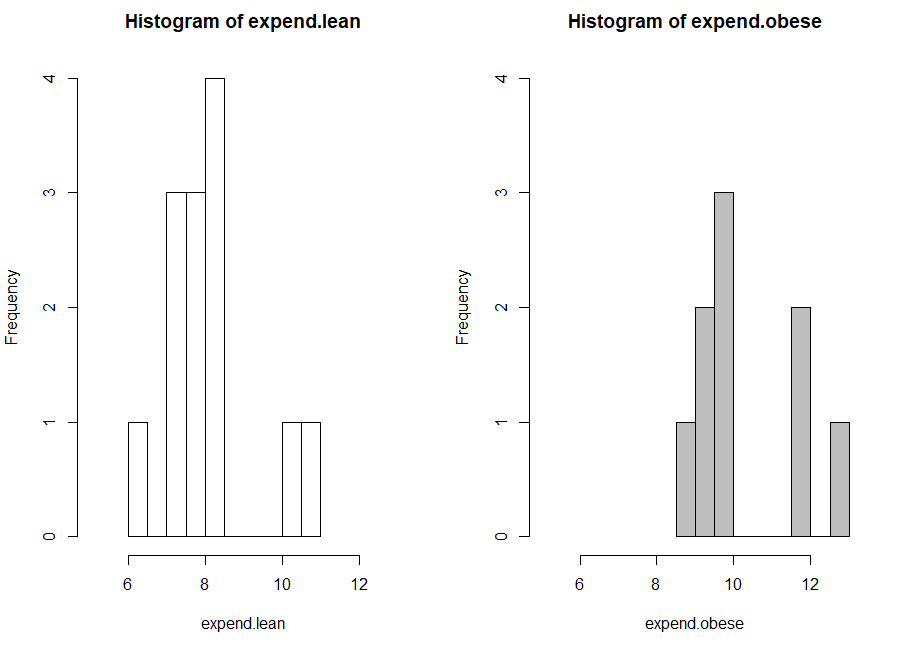 Histogram of expend.lean
Frequency
4
3
2
1
0
6 8 10 12
expend.lean
Histogram of expend.obese
Frequency
4
3
2
1
0
6 8 10 12
expend.obese